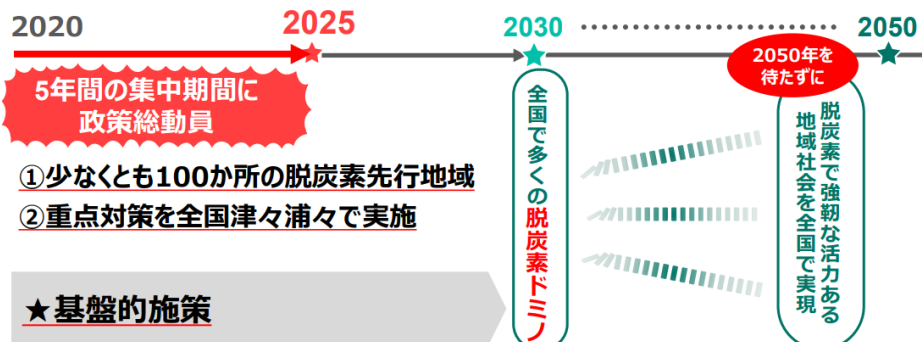 2020
2025
2030
2050
5年間の集中期間に
政策総動員
①少なくとも100か所の脱炭素先行地域
②重点対策を全国津々浦々で実施
★基盤的施策
全国で多くの脱炭素ドミノ
2050年を
待たずに
脱炭素で強靭な活力ある
地域社会を全国で実現